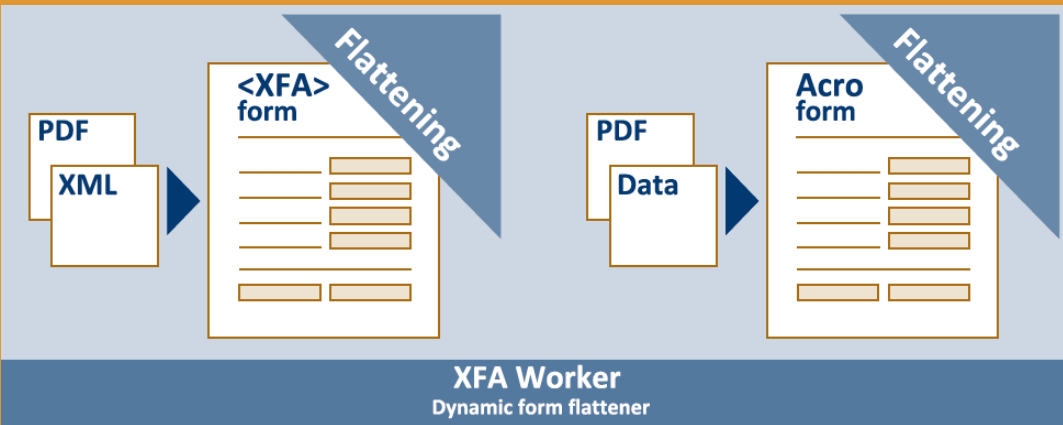 Flattening
<XFA>
form
PDF
XML
Flattening
Acro
form
PDF
Data
XFA Worker
Dynamic form flattener